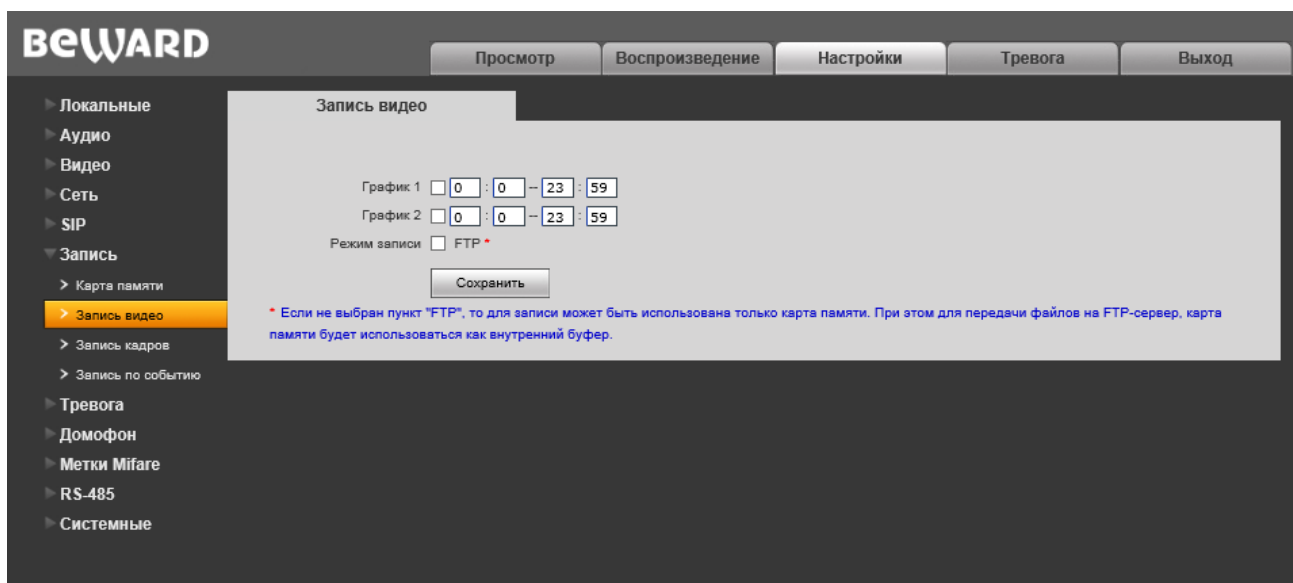 BEWARD
Просмотр Воспроизведение Настройки Тревога Выход
Локальные
Аудио
Видео
Сеть
SIP
Запись
Карта памяти
Запись видео
Запись кадров
Запись по событию
Тревога
Домофон
Метки Mifare
RS-485
Системные
Запись видео
График 1 0 : 0 – 23 : 59
График 2 0 : 0 – 23 : 59
Режим записи FTP *
Сохранить
* Если не выбран пункт "FTP", то для записи может быть использована только карта памяти. При этом для передачи файлов на FTP-сервер, карта
памяти будет использоваться как внутренний буфер.